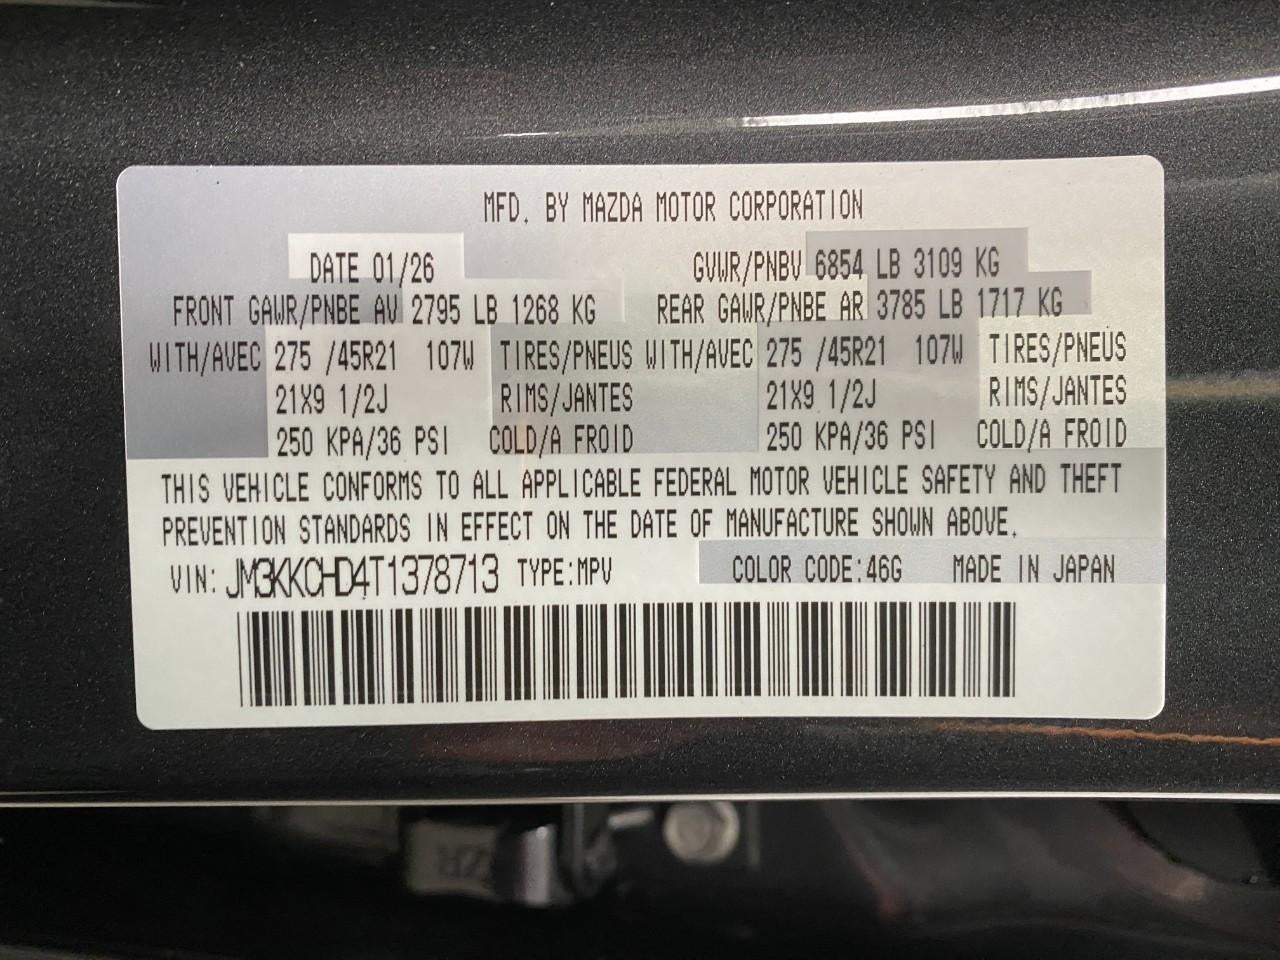 MFD. BY MAZDA MOTOR CORPORATION
DATE 01/26 GVWR/PNBV 6854 LB 3109 KG
FRONT GAWR/PNBE AV 2795 LB 1268 KG REAR GAWR/PNBE AR 3785 LB 1717 KG
WITH/AVEC 275 /45R21 107W TIRES/PNEUS WITH/AVEC 275 /45R21 107W TIRES/PNEUS
21X9 1/2J RIMS/JANTES 21X9 1/2J RIMS/JANTES
250 KPA/36 PSI COLD/A FROID 250 KPA/36 PSI COLD/A FROID
THIS VEHICLE CONFORMS TO ALL APPLICABLE FEDERAL MOTOR VEHICLE SAFETY AND THEFT
PREVENTION STANDARDS IN EFFECT ON THE DATE OF MANUFACTURE SHOWN ABOVE.
VIN: JM3KKCHD4T1378713 TYPE:MPV COLOR CODE:46G MADE IN JAPAN